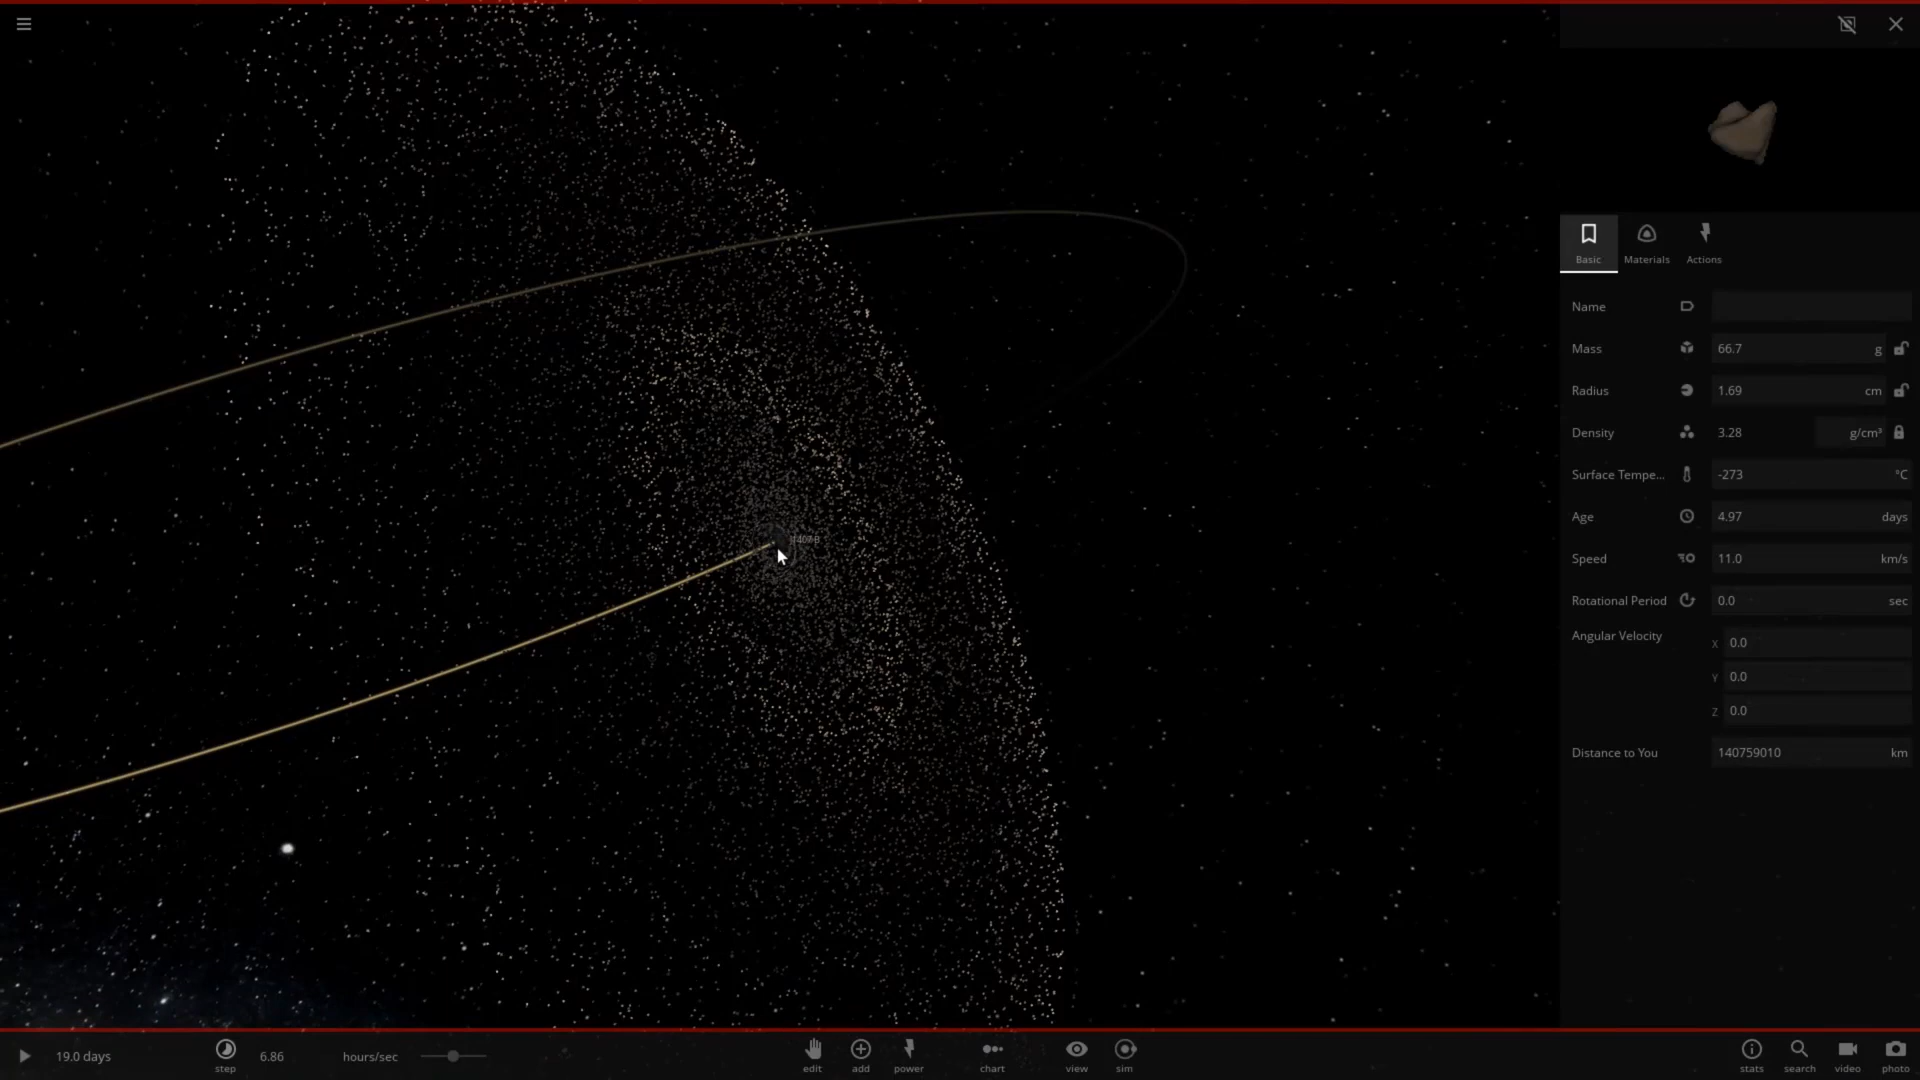 Basic Materials Actions
Name
Mass 66.7 g
Radius 1.69 cm
Density 3.28 g/cm³
Surface Tempe... -273 °C
Age 4.97 days
Speed 11.0 km/s
Rotational Period 0.0 sec
Angular Velocity X 0.0
Y 0.0
Z 0.0
Distance to You 140759010 km
19.0 days step 6.86 hours/sec edit add power chart view sim stats search video photo